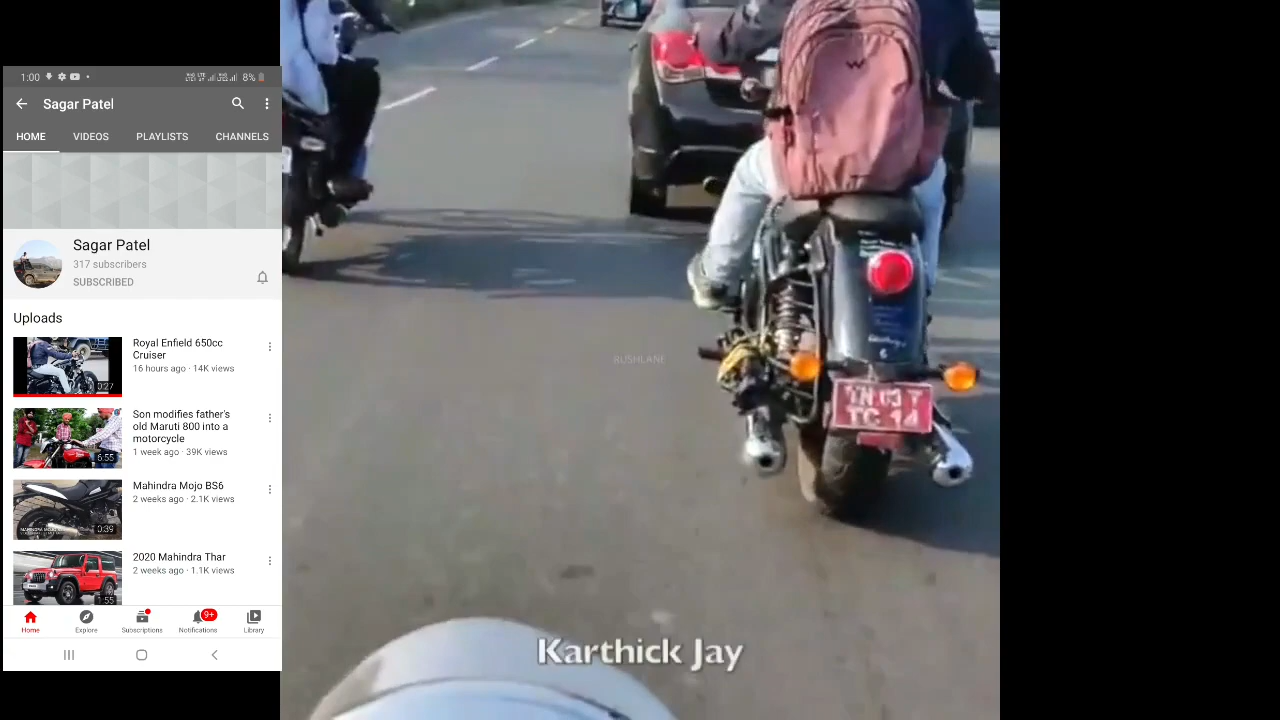 1:00
8%
Sagar Patel
HOME VIDEOS PLAYLISTS CHANNELS
Sagar Patel
317 subscribers
SUBSCRIBED
Uploads
Royal Enfield 650cc
Cruiser
16 hours ago · 14K views
0:27
Son modifies father's
old Maruti 800 into a
motorcycle
1 week ago · 39K views
6:55
Mahindra Mojo BS6
2 weeks ago · 2.1K views
0:39
2020 Mahindra Thar
2 weeks ago · 1.1K views
1:55
9+
Home Explore Subscriptions Notifications Library
RUSHLANE
TN 63 T
TC 14
Karthick Jay